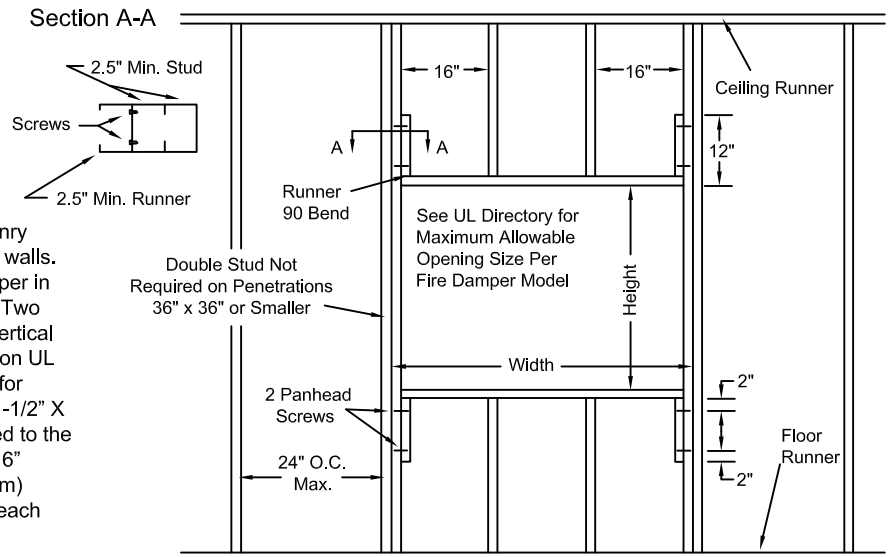 Section A-A
2.5" Min. Stud
Screws
2.5" Min. Runner
nry
walls.
per in
Two
ertical
on UL
for
-1/2” X
ed to the
6”
m)
each
16"
16"
Ceiling Runner
A
A
12"
Runner
90 Bend
See UL Directory for
Maximum Allowable
Opening Size Per
Fire Damper Model
Double Stud Not
Required on Penetrations
36" x 36" or Smaller
Height
Width
2 Panhead
Screws
2"
24" O.C.
Max.
Floor
Runner
2"